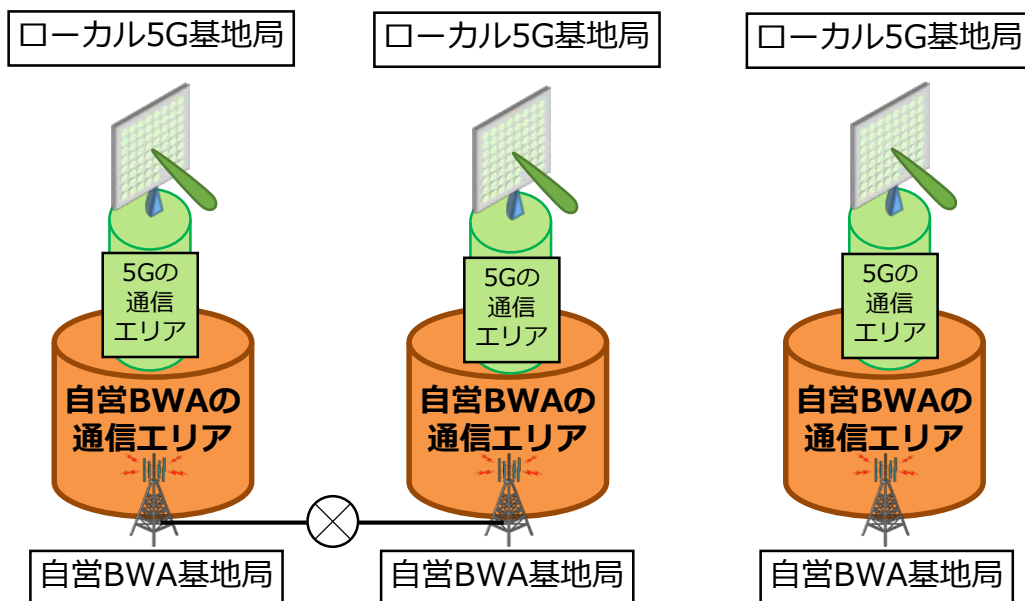 ローカル5G基地局
ローカル5G基地局
ローカル5G基地局
5Gの
通信
エリア
5Gの
通信
エリア
5Gの
通信
エリア
自営BWAの
通信エリア
自営BWAの
通信エリア
自営BWAの
通信エリア
自営BWA基地局
自営BWA基地局
自営BWA基地局